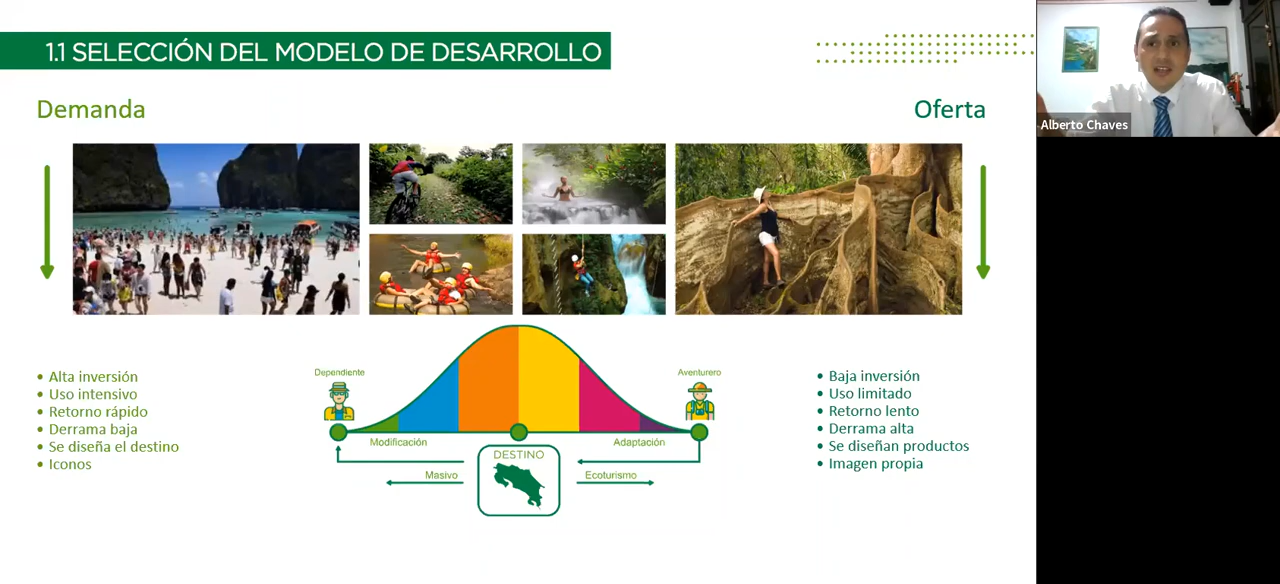 1.1 SELECCIÓN DEL MODELO DE DESARROLLO
Alberto Chaves
Demanda
Oferta
• Alta inversión
• Uso intensivo
• Retorno rápido
• Derrama baja
• Se diseña el destino
• Iconos
Dependiente
Aventurero
Modificación
Adaptación
DESTINO
Masivo
Ecoturismo
• Baja inversión
• Uso limitado
• Retorno lento
• Derrama alta
• Se diseñan productos
• Imagen propia